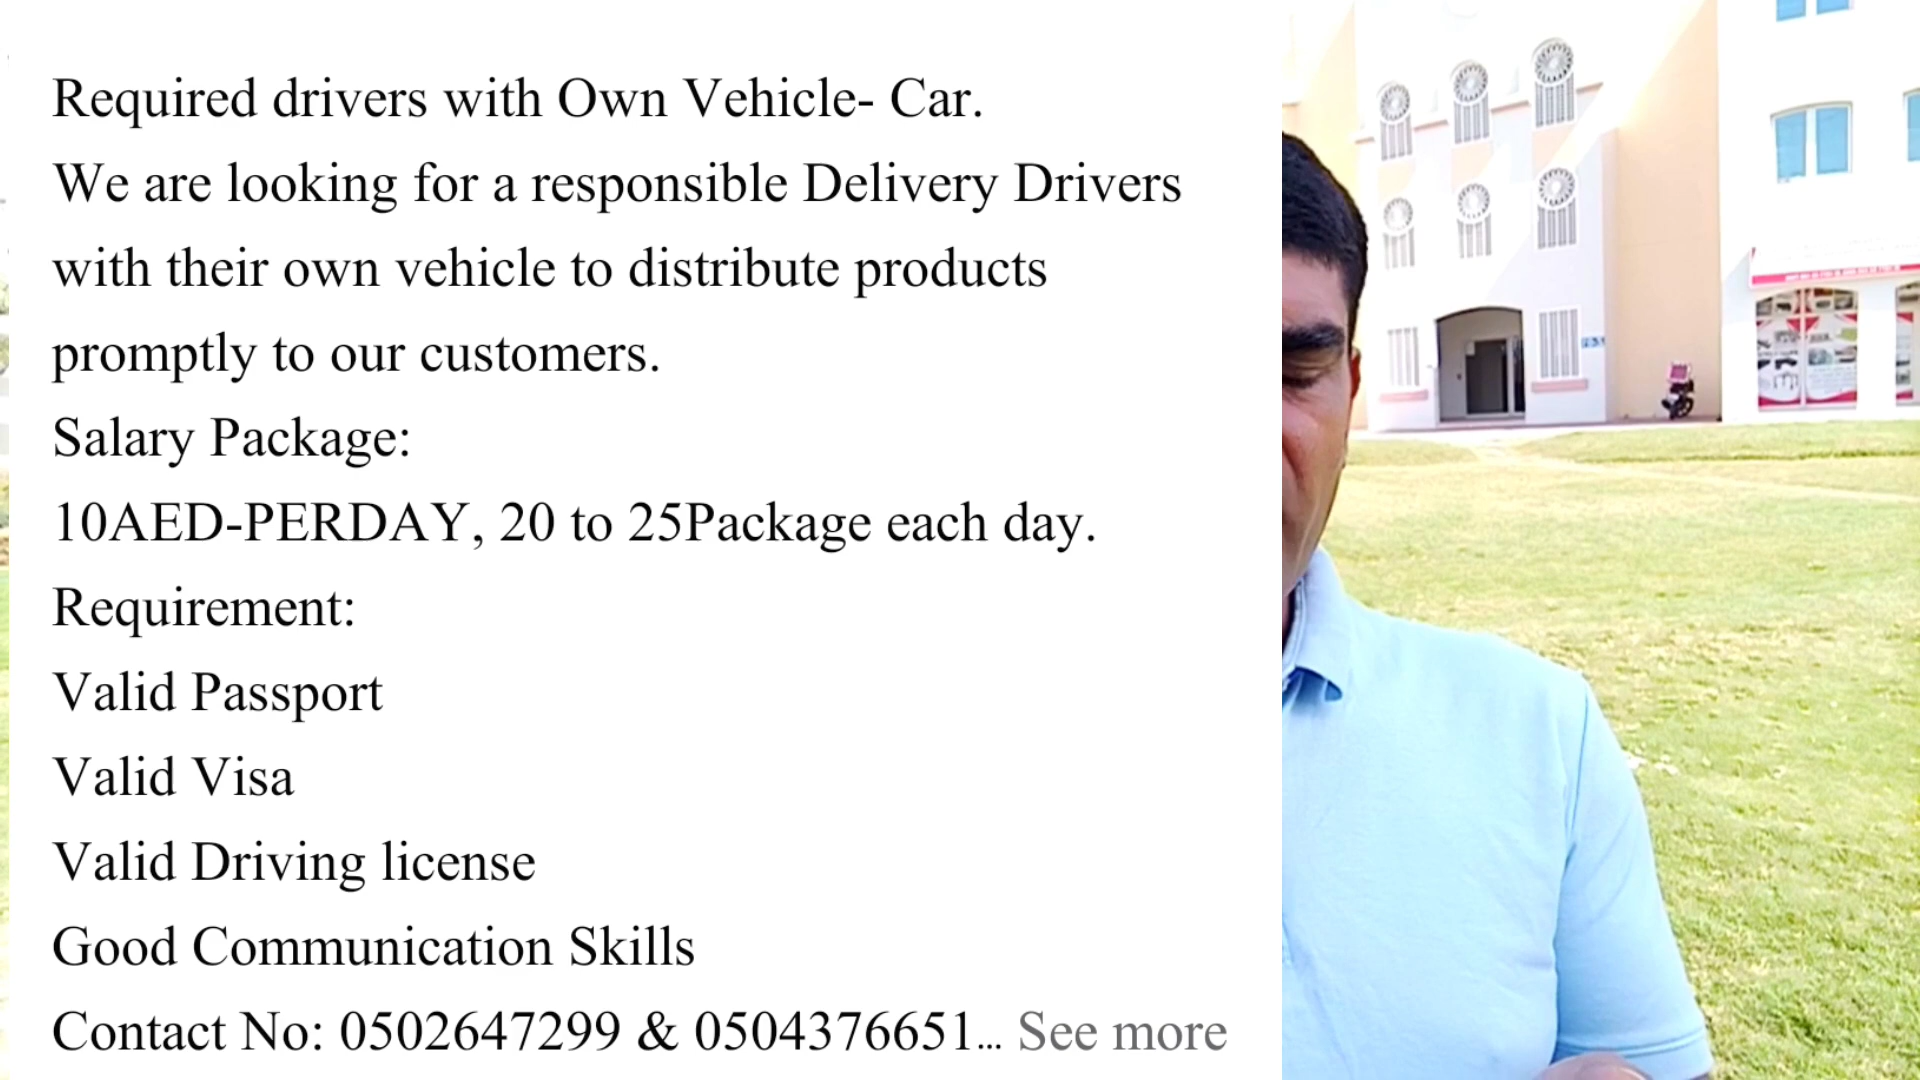 Required drivers with Own Vehicle- Car.
We are looking for a responsible Delivery Drivers
with their own vehicle to distribute products
promptly to our customers.
Salary Package:
10AED-PERDAY, 20 to 25Package each day.
Requirement:
Valid Passport
Valid Visa
Valid Driving license
Good Communication Skills
Contact No: 0502647299 & 0504376651... See more